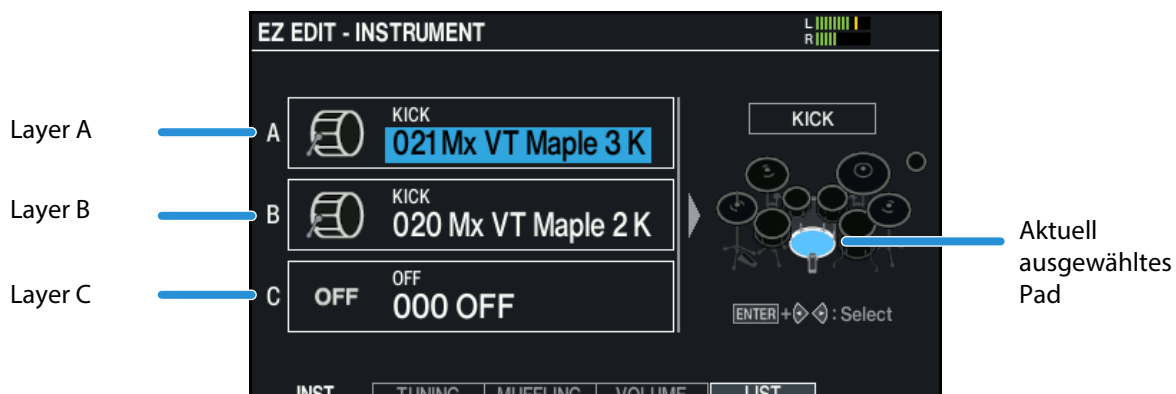 EZ EDIT - INSTRUMENT
L
R
Layer A
A
KICK
021 Mx VT Maple 3 K
Layer B
B
KICK
020 Mx VT Maple 2 K
Layer C
C
OFF
OFF
000 OFF
KICK
Aktuell
ausgewähltes
Pad
ENTER + : Select
INST
TUNING
MUFFLING
VOLUME
LIST